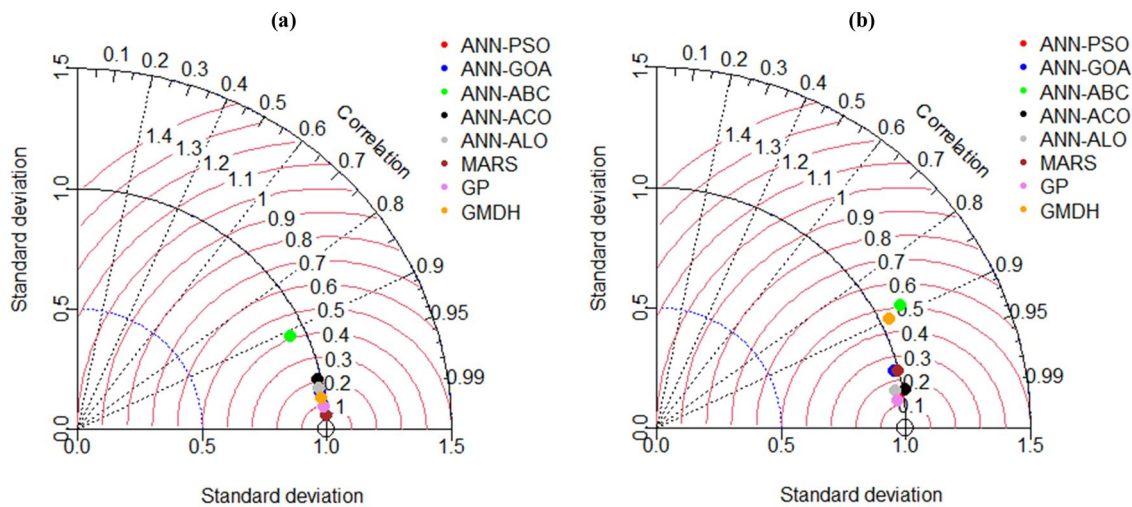 (a)
ANN-PSO
ANN-GOA
ANN-ABC
ANN-ACO
ANN-ALO
MARS
GP
GMDH
Correlation
0.1
0.2
0.3
0.4
0.5
0.6
0.7
0.8
0.9
0.95
0.99
1.4
1.3
1.2
1.1
1
0.9
0.8
0.7
0.6
0.5
0.4
0.3
0.2
1
Standard deviation
1.5
1.0
0.5
0.0
0.5
1.0
1.5
Standard deviation
(b)
ANN-PSO
ANN-GOA
ANN-ABC
ANN-ACO
ANN-ALO
MARS
GP
GMDH
Correlation
0.1
0.2
0.3
0.4
0.5
0.6
0.7
0.8
0.9
0.95
0.99
1.4
1.3
1.2
1.1
1
0.9
0.8
0.7
0.6
0.5
0.4
0.3
0.2
0.1
Standard deviation
1.5
1.0
0.5
0.0
0.0
0.5
1.0
1.5
Standard deviation